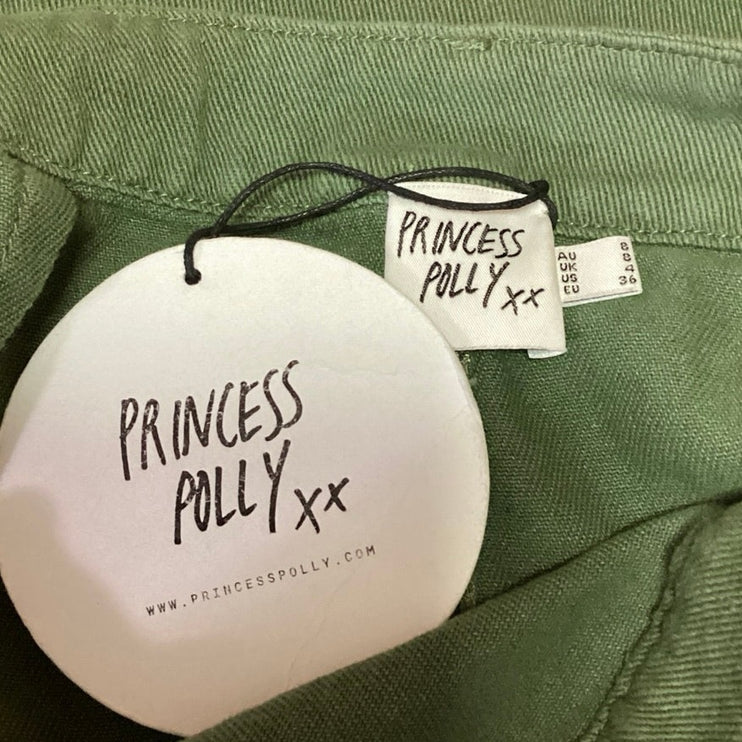 PRINCESS
POLLY xx
AU 8
UK 8
US 4
EU 36
PRINCESS
POLLY xx
WWW.PRINCESSPOLLY.COM